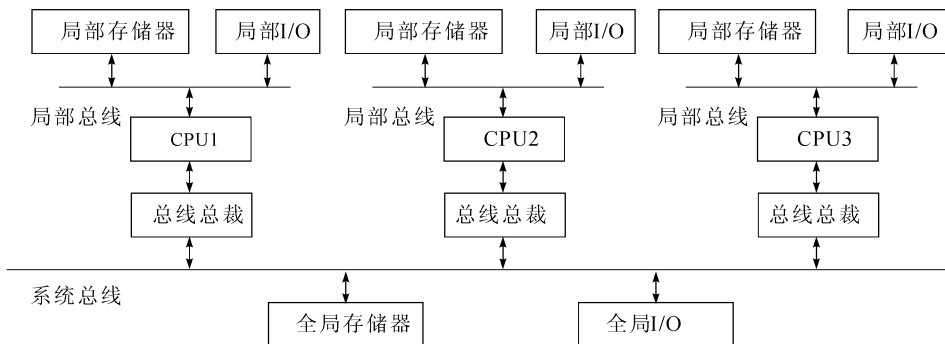 局部存储器 局部I/O 局部存储器 局部I/O 局部存储器 局部I/O
局部总线 局部总线 局部总线
CPU1 CPU2 CPU3
总线总裁 总线总裁 总线总裁
系统总线
全局存储器 全局I/O